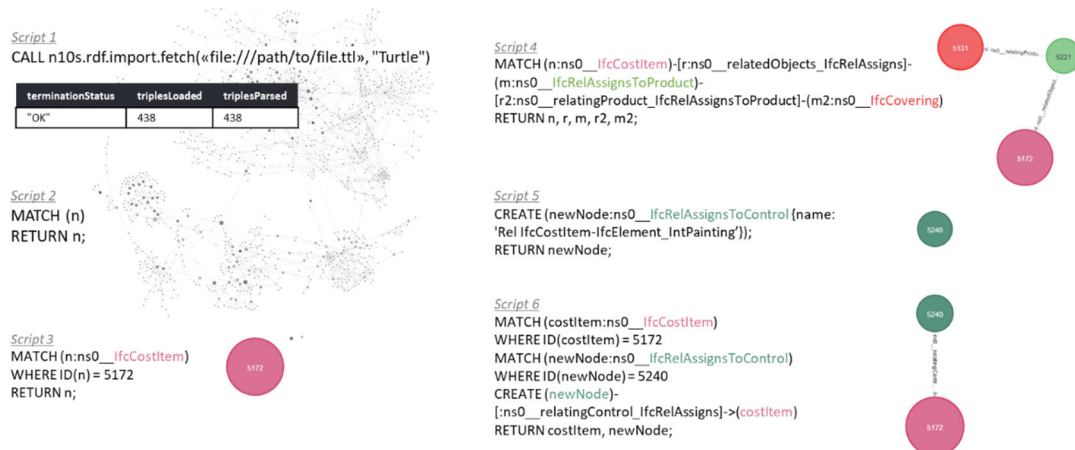 Script 1
CALL n10s.rdf.import.fetch(«file:///path/to/file.ttl», "Turtle")
terminationStatus triplesLoaded triplesParsed
"OK" 438 438
Script 2
MATCH (n)
RETURN n;
Script 3
MATCH (n:ns0__IfcCostItem)
WHERE ID(n) = 5172
RETURN n;
5172
Script 4
MATCH (n:ns0__IfcCostItem)-[r:ns0__relatedObjects_IfcRelAssigns]-
(m:ns0__IfcRelAssignsToProduct)-
[r2:ns0__relatingProduct_IfcRelAssignsToProduct]-(m2:ns0__IfcCovering)
RETURN n, r, m, r2, m2;
5131
ns0__relatingProdu...
5221
ns0__relatedObject...
5172
Script 5
CREATE (newNode:ns0__IfcRelAssignsToControl {name:
'Rel IfcCostItem-IfcElement_IntPainting'});
RETURN newNode;
5240
Script 6
MATCH (costItem:ns0__IfcCostItem)
WHERE ID(costItem) = 5172
MATCH (newNode:ns0__IfcRelAssignsToControl)
WHERE ID(newNode) = 5240
CREATE (newNode)-
[:ns0__relatingControl_IfcRelAssigns]->(costItem)
RETURN costItem, newNode;
5240
5172